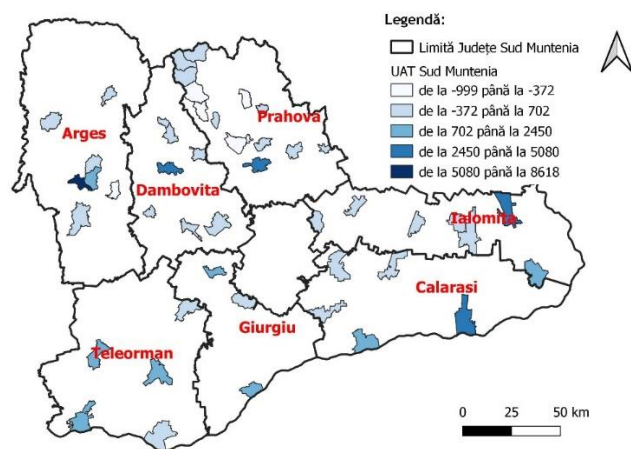 Legendă:
Limită Județe Sud Muntenia
UAT Sud Muntenia
de la -999 până la -372
de la -372 până la 702
de la 702 până la 2450
de la 2450 până la 5080
de la 5080 până la 8618
Prahova
Arges
Dambovita
Ialomița
Calarasi
Giurgiu
Teleorman
0 25 50 km